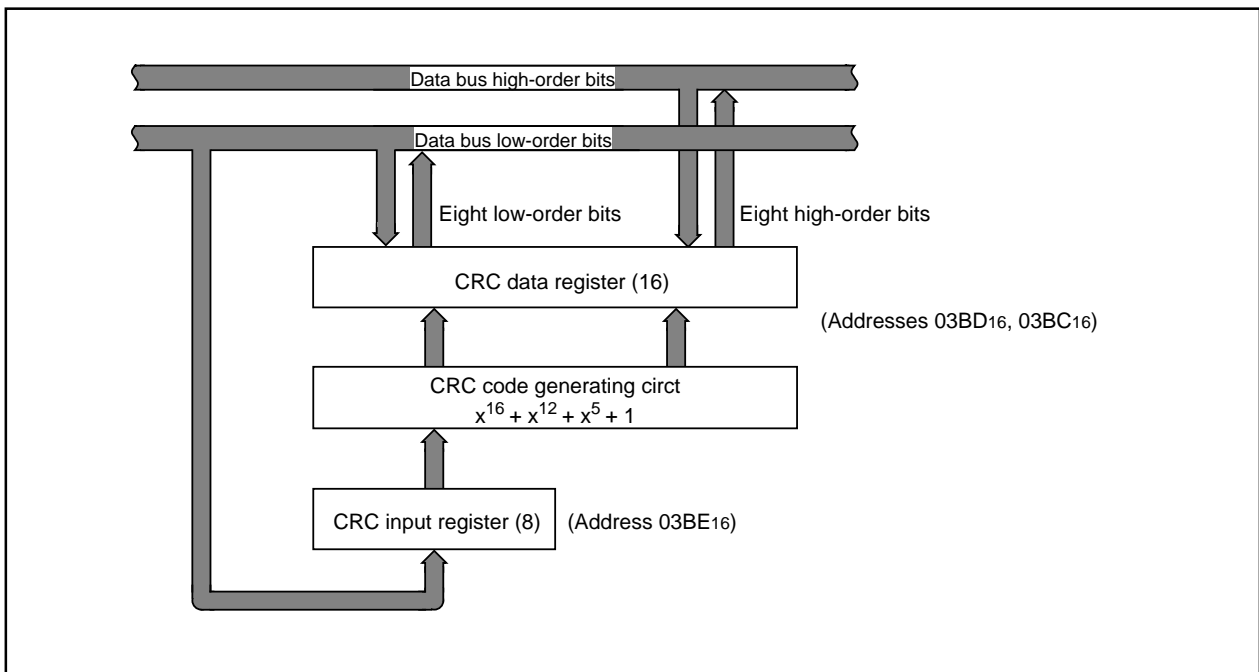 Data bus high-order bits
Data bus low-order bits
Eight low-order bits
Eight high-order bits
CRC data register (16)
(Addresses 03BD16, 03BC16)
CRC code generating circt
x16 + x12 + x5 + 1
CRC input register (8)
(Address 03BE16)